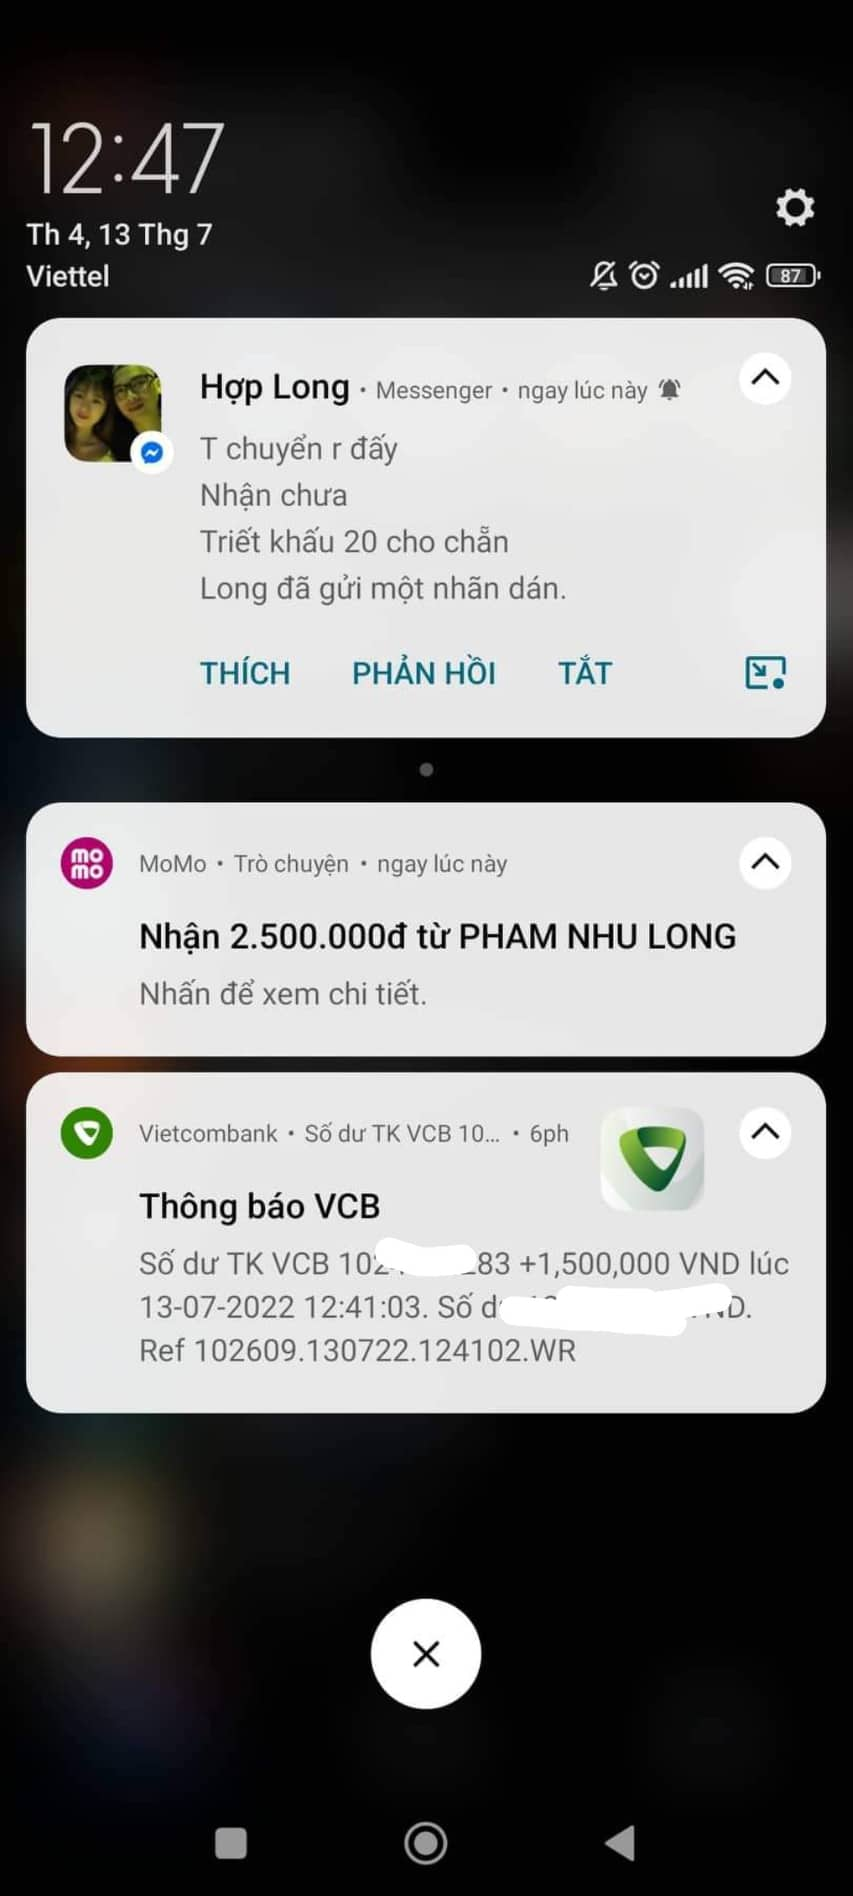 12:47
Th 4, 13 Thg 7
Viettel
87
Hợp Long • Messenger • ngay lúc này
T chuyển r đấy
Nhận chưa
Triết khấu 20 cho chẵn
Long đã gửi một nhãn dán.
THÍCH PHẢN HỒI TẮT
mo
mo
MoMo • Trò chuyện • ngay lúc này
Nhận 2.500.000đ từ PHAM NHU LONG
Nhấn để xem chi tiết.
Vietcombank • Số dư TK VCB 10... • 6ph
Thông báo VCB
Số dư TK VCB 102 283 +1,500,000 VND lúc
13-07-2022 12:41:03. Số VND.
Ref 102609.130722.124102.WR